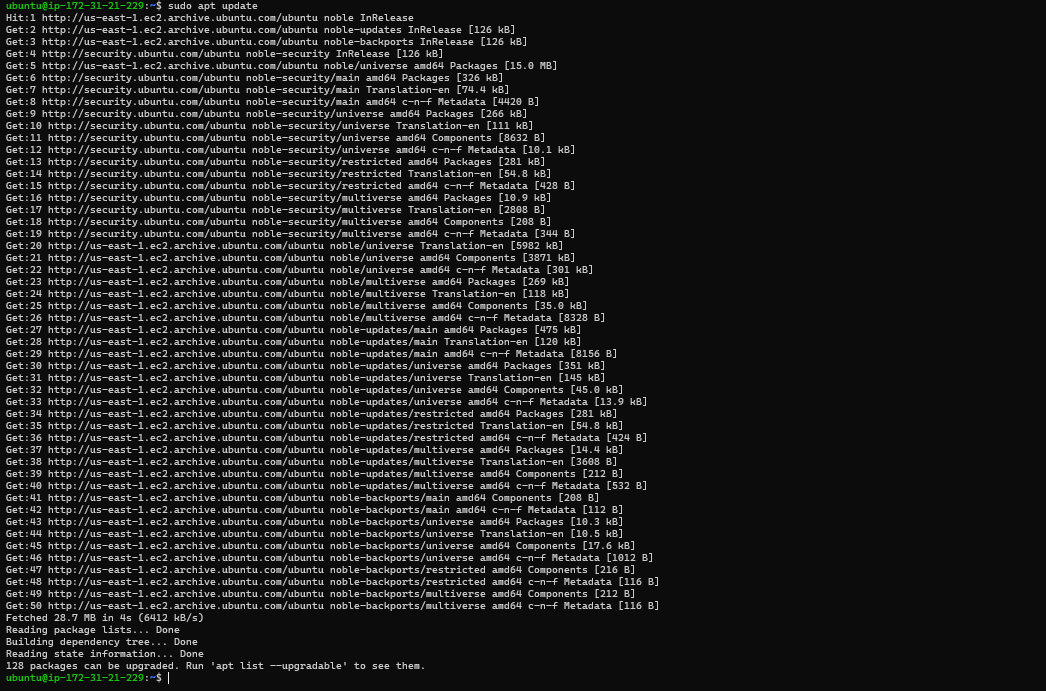 ubuntu@ip-172-31-21-229:~$ sudo apt update
Hit:1 http://us-east-1.ec2.archive.ubuntu.com/ubuntu noble InRelease
Get:2 http://us-east-1.ec2.archive.ubuntu.com/ubuntu noble-updates InRelease [126 kB]
Get:3 http://us-east-1.ec2.archive.ubuntu.com/ubuntu noble-backports InRelease [126 kB]
Get:4 http://security.ubuntu.com/ubuntu noble-security InRelease [126 kB]
Get:5 http://us-east-1.ec2.archive.ubuntu.com/ubuntu noble/universe amd64 Packages [15.0 MB]
Get:6 http://security.ubuntu.com/ubuntu noble-security/main amd64 Packages [326 kB]
Get:7 http://security.ubuntu.com/ubuntu noble-security/main Translation-en [74.4 kB]
Get:8 http://security.ubuntu.com/ubuntu noble-security/main amd64 c-n-f Metadata [4420 B]
Get:9 http://security.ubuntu.com/ubuntu noble-security/universe amd64 Packages [266 kB]
Get:10 http://security.ubuntu.com/ubuntu noble-security/universe Translation-en [111 kB]
Get:11 http://security.ubuntu.com/ubuntu noble-security/universe amd64 Components [8632 B]
Get:12 http://security.ubuntu.com/ubuntu noble-security/universe amd64 c-n-f Metadata [10.1 kB]
Get:13 http://security.ubuntu.com/ubuntu noble-security/restricted amd64 Packages [281 kB]
Get:14 http://security.ubuntu.com/ubuntu noble-security/restricted Translation-en [54.8 kB]
Get:15 http://security.ubuntu.com/ubuntu noble-security/restricted amd64 c-n-f Metadata [428 B]
Get:16 http://security.ubuntu.com/ubuntu noble-security/multiverse amd64 Packages [10.9 kB]
Get:17 http://security.ubuntu.com/ubuntu noble-security/multiverse Translation-en [2808 B]
Get:18 http://security.ubuntu.com/ubuntu noble-security/multiverse amd64 Components [208 B]
Get:19 http://security.ubuntu.com/ubuntu noble-security/multiverse amd64 c-n-f Metadata [344 B]
Get:20 http://us-east-1.ec2.archive.ubuntu.com/ubuntu noble/universe Translation-en [5982 kB]
Get:21 http://us-east-1.ec2.archive.ubuntu.com/ubuntu noble/universe amd64 Components [3871 kB]
Get:22 http://us-east-1.ec2.archive.ubuntu.com/ubuntu noble/universe amd64 c-n-f Metadata [301 kB]
Get:23 http://us-east-1.ec2.archive.ubuntu.com/ubuntu noble/multiverse amd64 Packages [269 kB]
Get:24 http://us-east-1.ec2.archive.ubuntu.com/ubuntu noble/multiverse Translation-en [118 kB]
Get:25 http://us-east-1.ec2.archive.ubuntu.com/ubuntu noble/multiverse amd64 Components [35.0 kB]
Get:26 http://us-east-1.ec2.archive.ubuntu.com/ubuntu noble/multiverse amd64 c-n-f Metadata [8328 B]
Get:27 http://us-east-1.ec2.archive.ubuntu.com/ubuntu noble-updates/main amd64 Packages [475 kB]
Get:28 http://us-east-1.ec2.archive.ubuntu.com/ubuntu noble-updates/main Translation-en [120 kB]
Get:29 http://us-east-1.ec2.archive.ubuntu.com/ubuntu noble-updates/main amd64 c-n-f Metadata [8156 B]
Get:30 http://us-east-1.ec2.archive.ubuntu.com/ubuntu noble-updates/universe amd64 Packages [351 kB]
Get:31 http://us-east-1.ec2.archive.ubuntu.com/ubuntu noble-updates/universe Translation-en [145 kB]
Get:32 http://us-east-1.ec2.archive.ubuntu.com/ubuntu noble-updates/universe amd64 Components [45.0 kB]
Get:33 http://us-east-1.ec2.archive.ubuntu.com/ubuntu noble-updates/universe amd64 c-n-f Metadata [13.9 kB]
Get:34 http://us-east-1.ec2.archive.ubuntu.com/ubuntu noble-updates/restricted amd64 Packages [281 kB]
Get:35 http://us-east-1.ec2.archive.ubuntu.com/ubuntu noble-updates/restricted Translation-en [54.8 kB]
Get:36 http://us-east-1.ec2.archive.ubuntu.com/ubuntu noble-updates/restricted amd64 c-n-f Metadata [424 B]
Get:37 http://us-east-1.ec2.archive.ubuntu.com/ubuntu noble-updates/multiverse amd64 Packages [14.4 kB]
Get:38 http://us-east-1.ec2.archive.ubuntu.com/ubuntu noble-updates/multiverse Translation-en [3608 B]
Get:39 http://us-east-1.ec2.archive.ubuntu.com/ubuntu noble-updates/multiverse amd64 Components [212 B]
Get:40 http://us-east-1.ec2.archive.ubuntu.com/ubuntu noble-updates/multiverse amd64 c-n-f Metadata [532 B]
Get:41 http://us-east-1.ec2.archive.ubuntu.com/ubuntu noble-backports/main amd64 Components [208 B]
Get:42 http://us-east-1.ec2.archive.ubuntu.com/ubuntu noble-backports/main amd64 c-n-f Metadata [112 B]
Get:43 http://us-east-1.ec2.archive.ubuntu.com/ubuntu noble-backports/universe amd64 Packages [10.3 kB]
Get:44 http://us-east-1.ec2.archive.ubuntu.com/ubuntu noble-backports/universe Translation-en [10.5 kB]
Get:45 http://us-east-1.ec2.archive.ubuntu.com/ubuntu noble-backports/universe amd64 Components [17.6 kB]
Get:46 http://us-east-1.ec2.archive.ubuntu.com/ubuntu noble-backports/universe amd64 c-n-f Metadata [1012 B]
Get:47 http://us-east-1.ec2.archive.ubuntu.com/ubuntu noble-backports/restricted amd64 Components [216 B]
Get:48 http://us-east-1.ec2.archive.ubuntu.com/ubuntu noble-backports/restricted amd64 c-n-f Metadata [116 B]
Get:49 http://us-east-1.ec2.archive.ubuntu.com/ubuntu noble-backports/multiverse amd64 Components [212 B]
Get:50 http://us-east-1.ec2.archive.ubuntu.com/ubuntu noble-backports/multiverse amd64 c-n-f Metadata [116 B]
Fetched 28.7 MB in 4s (6412 kB/s)
Reading package lists... Done
Building dependency tree... Done
Reading state information... Done
128 packages can be upgraded. Run 'apt list --upgradable' to see them.
ubuntu@ip-172-31-21-229:~$